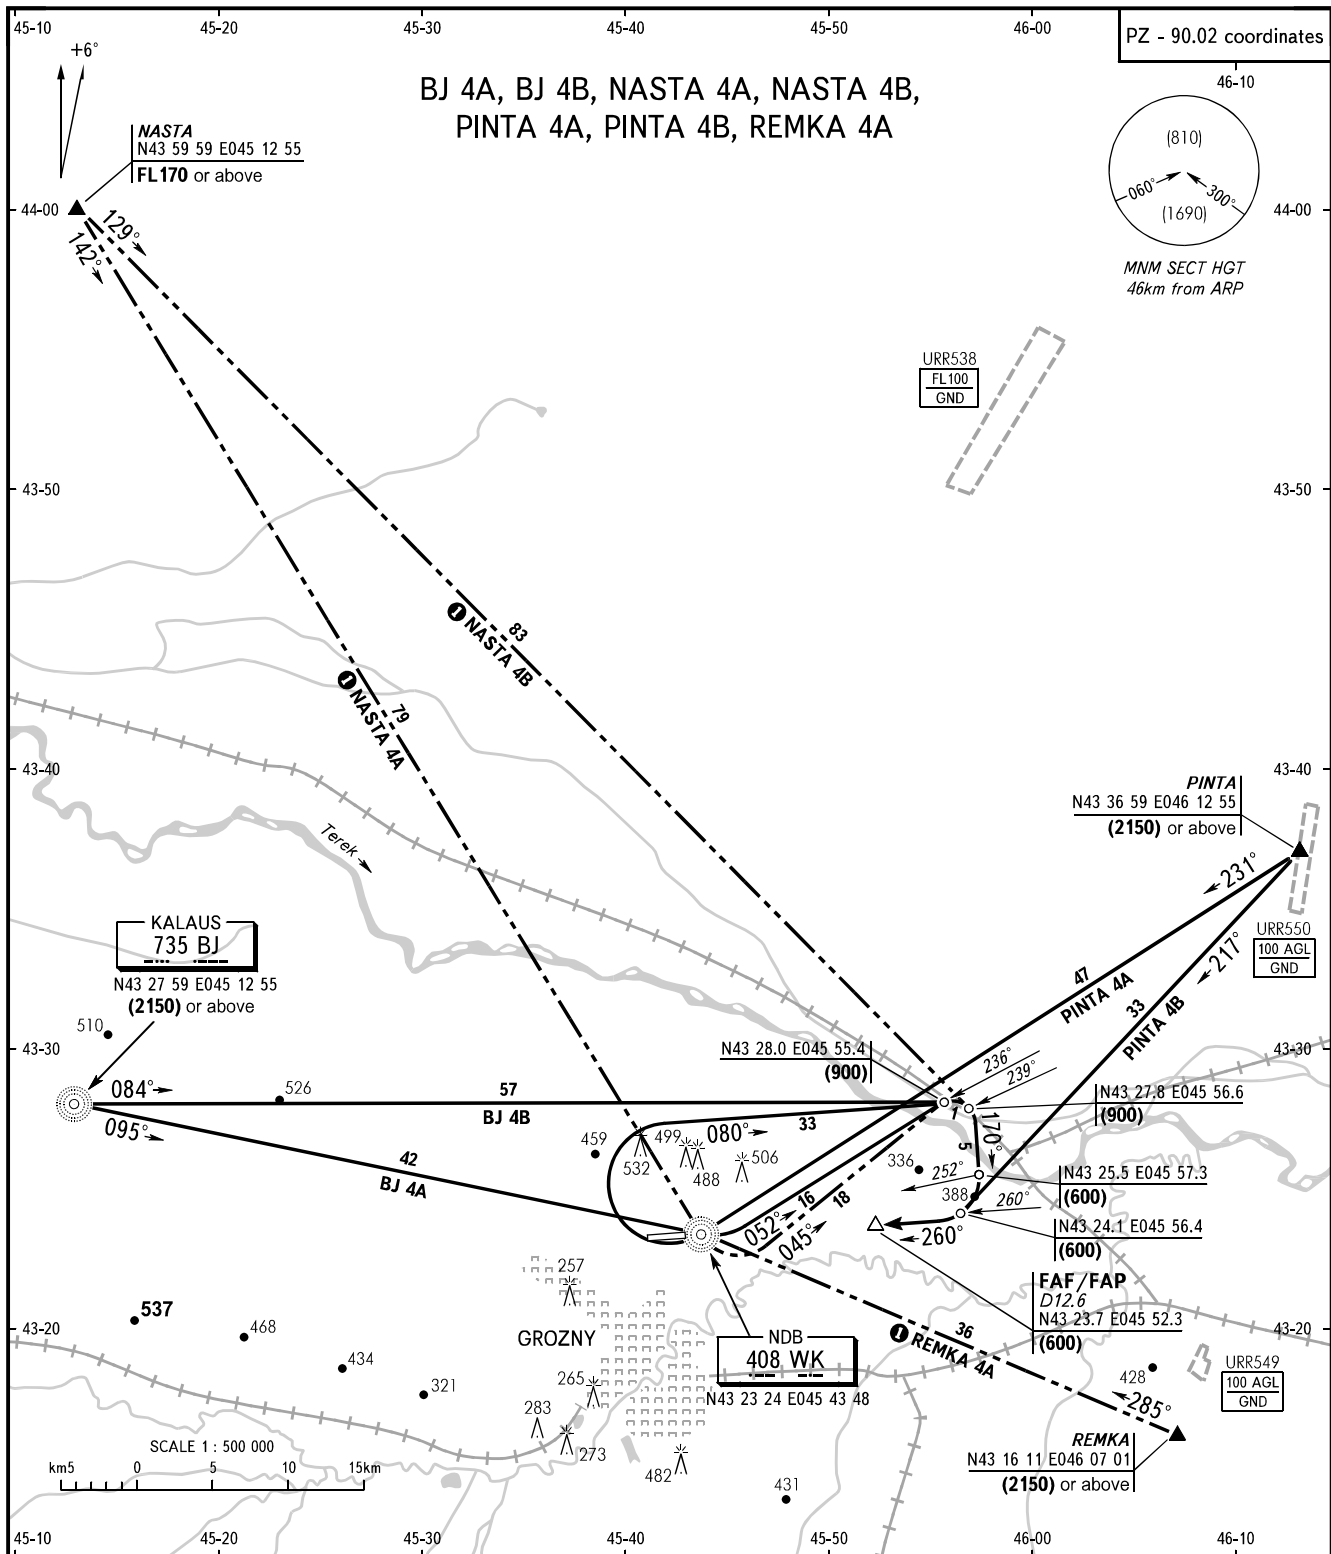 45-10
45-20
45-30
45-40
45-50
46-00
PZ - 90.02 coordinates
46-10
+6°
BJ 4A, BJ 4B, NASTA 4A, NASTA 4B,
PINTA 4A, PINTA 4B, REMKA 4A
NASTA
N43 59 59 E045 12 55
FL170 or above
(810)
060°
300°
(1690)
MNM SECT HGT
46km from ARP
44-00
44-00
129°
142°
URR538
FL100
GND
43-50
43-50
83
1 NASTA 4B
79
1 NASTA 4A
43-40
43-40
PINTA
N43 36 59 E046 12 55
(2150) or above
Terek
231°
217°
URR550
100 AGL
GND
KALAUS
735 BJ
N43 27 59 E045 12 55
(2150) or above
47
PINTA 4A
33
PINTA 4B
510
43-30
43-30
N43 28.0 E045 55.4
(900)
236°
239°
084°
526
57
BJ 4B
N43 27.8 E045 56.6
(900)
1
170°
5
095°
42
BJ 4A
459
499
532
488
506
080°
33
336
252°
388
N43 25.5 E045 57.3
(600)
260°
N43 24.1 E045 56.4
(600)
052°
16
045°
18
260°
FAF/FAP
D12.6
N43 23.7 E045 52.3
(600)
257
537
468
434
321
GROZNY
265
283
273
482
NDB
408 WK
N43 23 24 E045 43 48
36
1 REMKA 4A
43-20
43-20
428
URR549
100 AGL
GND
285°
REMKA
N43 16 11 E046 07 01
(2150) or above
431
SCALE 1 : 500 000
km5
0
5
10
15km
45-10
45-20
45-30
45-40
45-50
46-00
46-10